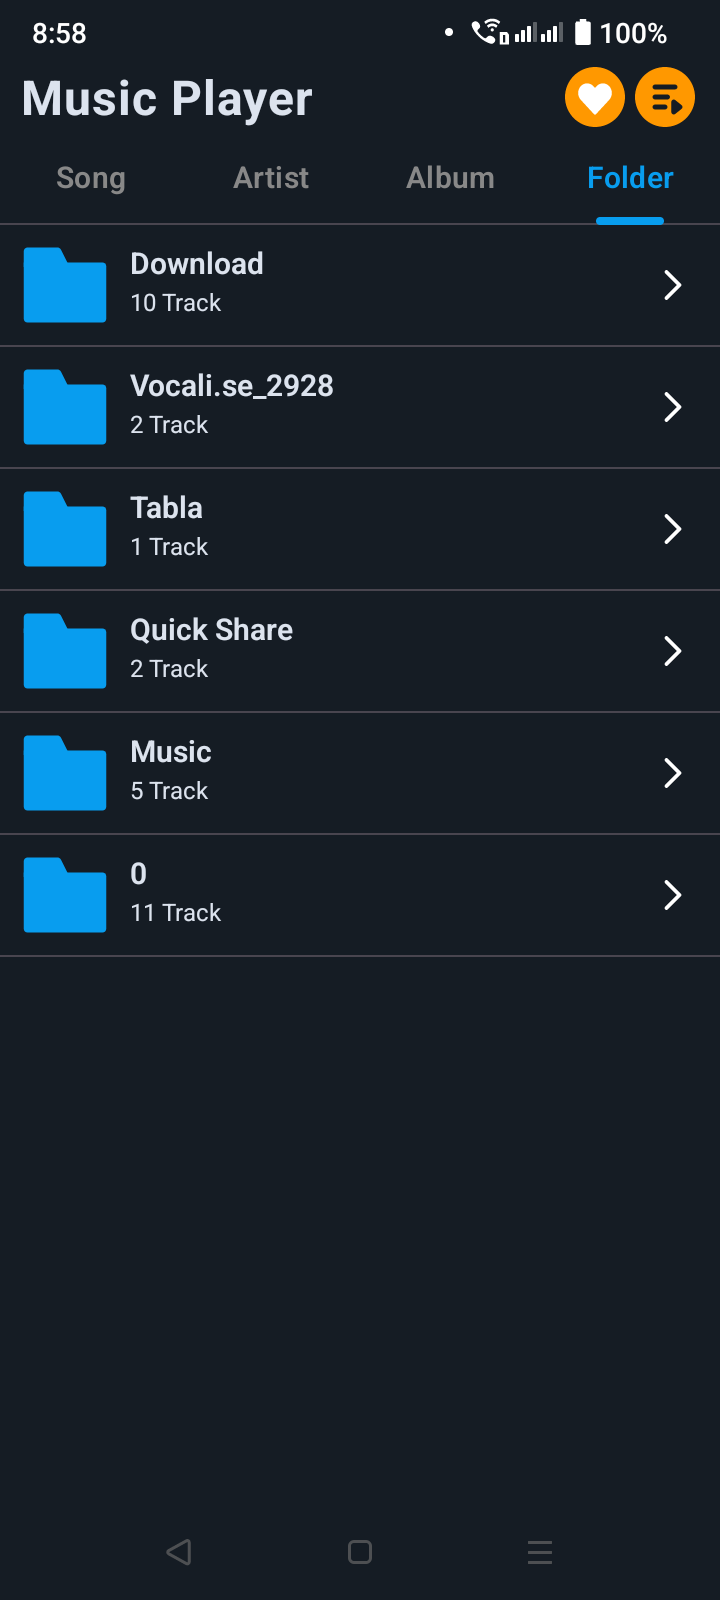 8:58
100%
Music Player
Song Artist Album Folder
Download
10 Track
Vocali.se_2928
2 Track
Tabla
1 Track
Quick Share
2 Track
Music
5 Track
0
11 Track